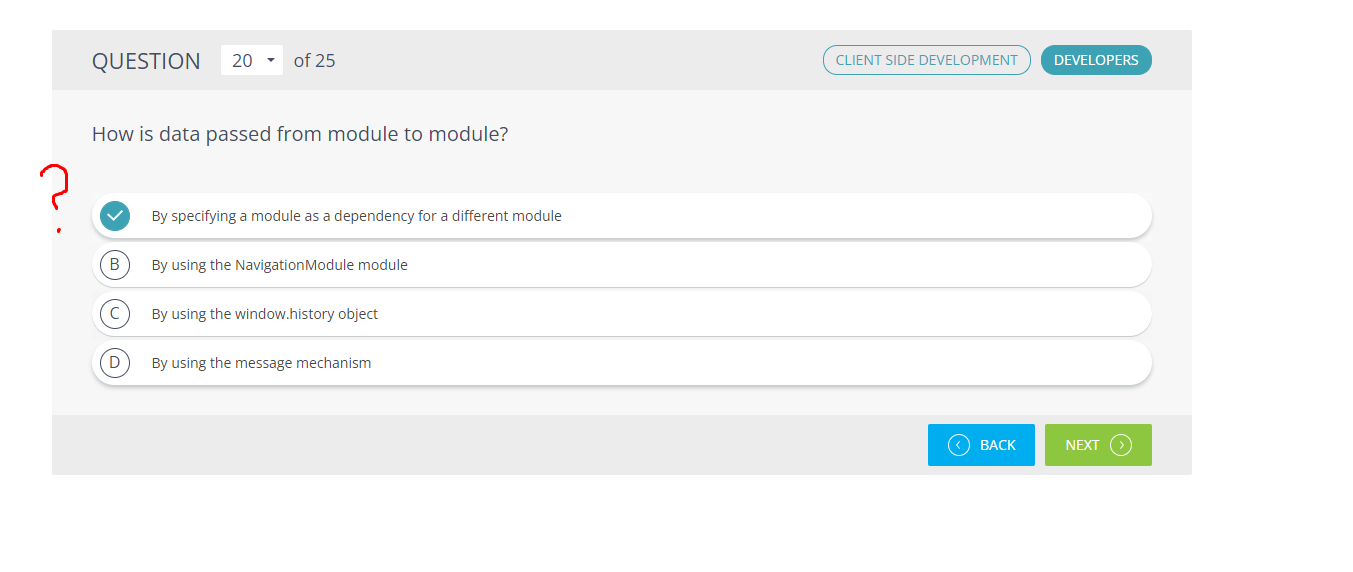 QUESTION 20 of 25 CLIENT SIDE DEVELOPMENT DEVELOPERS
How is data passed from module to module?
?
By specifying a module as a dependency for a different module
B By using the NavigationModule module
C By using the window.history object
D By using the message mechanism
BACK NEXT